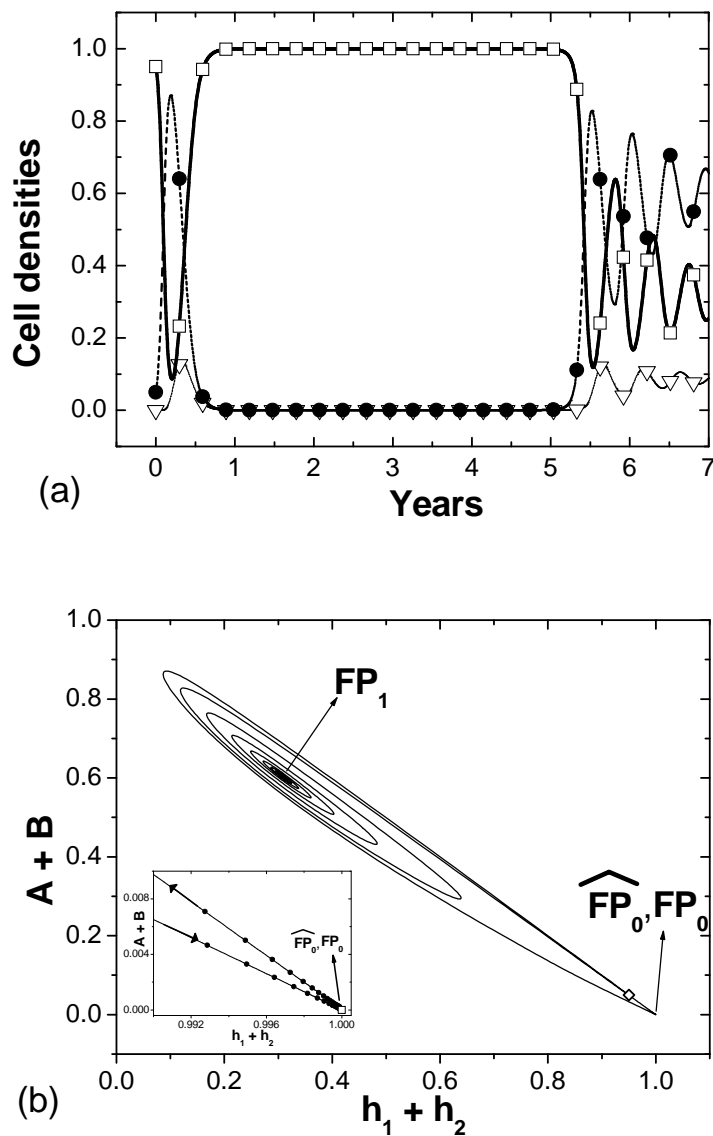 1.0
0.8
0.6
0.4
0.2
0.0
Cell densities
0 1 2 3 4 5 6 7
Years
(a)
1.0
0.8
0.6
0.4
0.2
0.0
A + B
FP₁
F̂P₀,FP₀
0.008
0.004
0.000
A + B
F̂P₀,FP₀
0.992 0.996 1.000
h₁ + h₂
0.0 0.2 0.4 0.6 0.8 1.0
h₁ + h₂
(b)